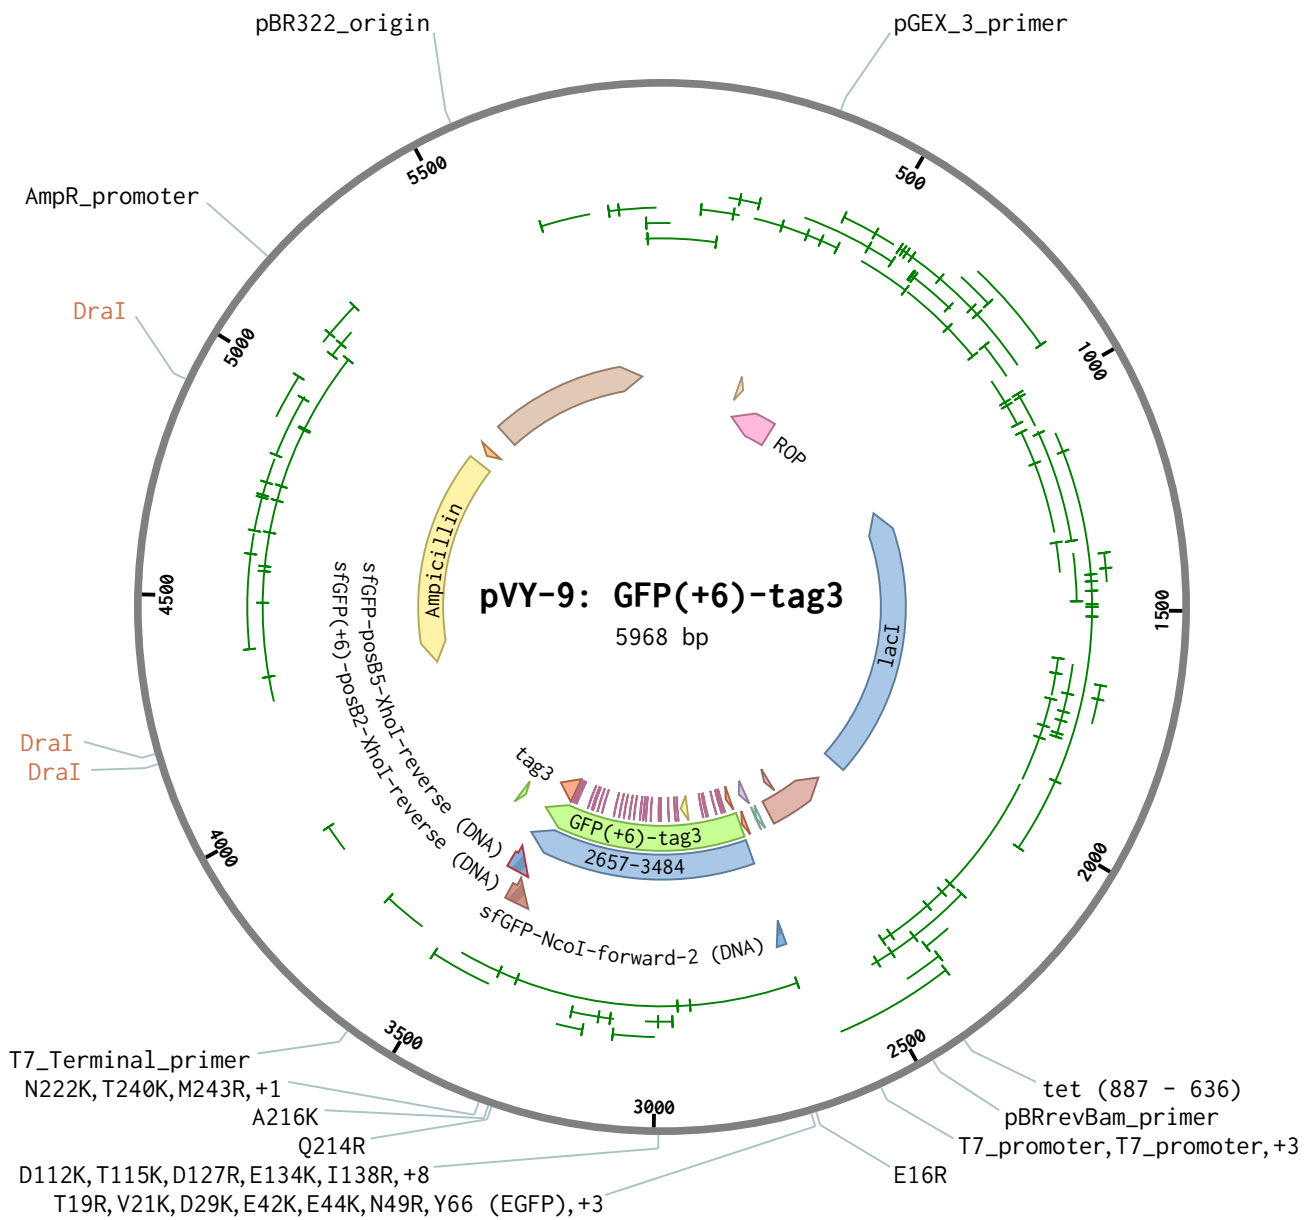 pBR322_origin
pGEX_3_primer
5500
500
AmpR_promoter
DraI
5000
1000
ROP
Ampicillin
4500
pVY-9: GFP(+6)-tag3
5968 bp
1500
lacI
sfGFP-posB5-XhoI-reverse (DNA)
sfGFP(+6)-posB2-XhoI-reverse (DNA)
DraI
DraI
tag3
GFP(+6)-tag3
2657-3484
4000
2000
sfGFP-NcoI-forward-2 (DNA)
3500
2500
T7_Terminal_primer
N222K, T240K, M243R, +1
A216K
Q214R
3000
D112K, T115K, D127R, E134K, I138R, +8
T19R, V21K, D29K, E42K, E44K, N49R, Y66 (EGFP), +3
tet (887 - 636)
pBRrevBam_primer
T7_promoter, T7_promoter, +3
E16R